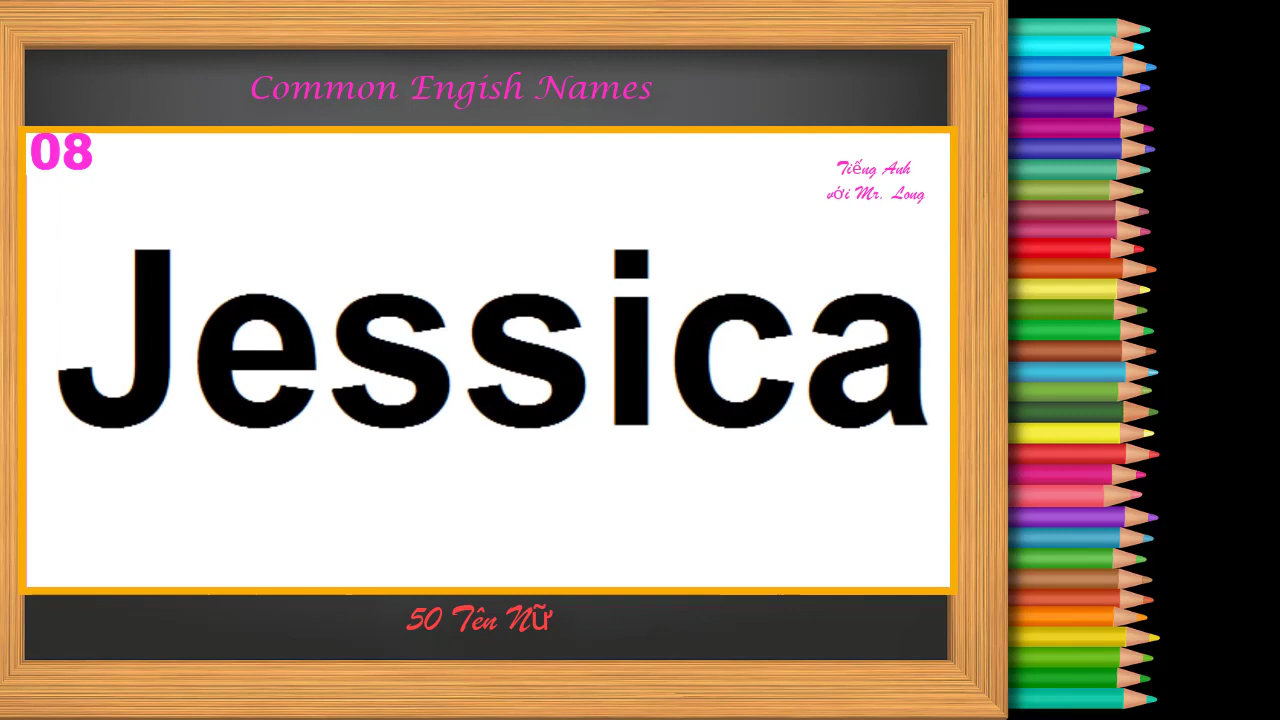 Common Engish Names
08
Tiếng Anh
với Mr. Long
Jessica
50 Tên Nữ